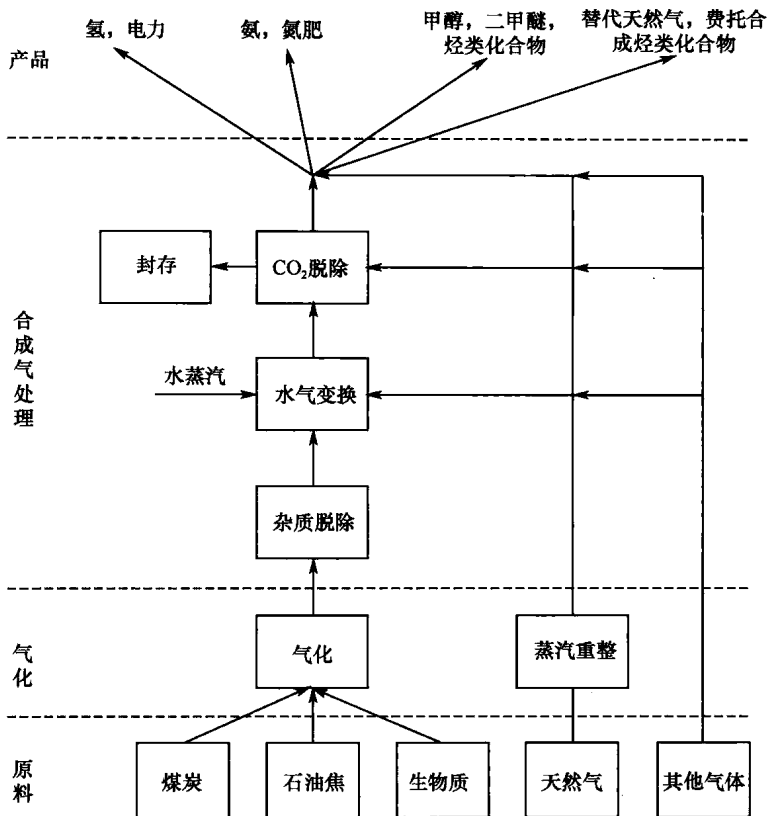 氢，电力
氨，氮肥
甲醇，二甲醚，
烃类化合物
替代天然气，费托合
成烃类化合物
产品
封存
CO₂脱除
合成气处理
水蒸汽
水气变换
杂质脱除
气化
气化
蒸汽重整
原料
煤炭
石油焦
生物质
天然气
其他气体